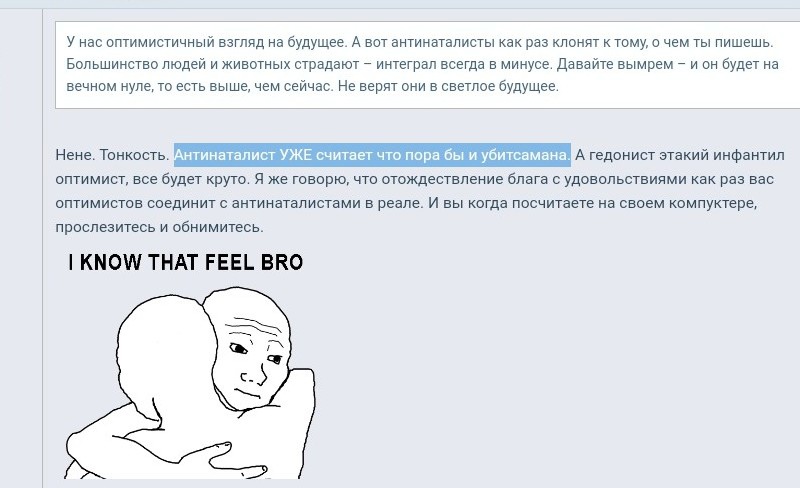 У нас оптимистичный взгляд на будущее. А вот антинаталисты как раз клонят к тому, о чем ты пишешь.
Большинство людей и животных страдают – интеграл всегда в минусе. Давайте вымрем – и он будет на
вечном нуле, то есть выше, чем сейчас. Не верят они в светлое будущее.
Нене. Тонкость. Антинаталист УЖЕ считает что пора бы и убитсамана. А гедонист этакий инфантил
оптимист, все будет круто. Я же говорю, что отождествление блага с удовольствиями как раз вас
оптимистов соединит с антинаталистами в реале. И вы когда посчитаете на своем компуктере,
прослезитесь и обнимитесь.
I KNOW THAT FEEL BRO